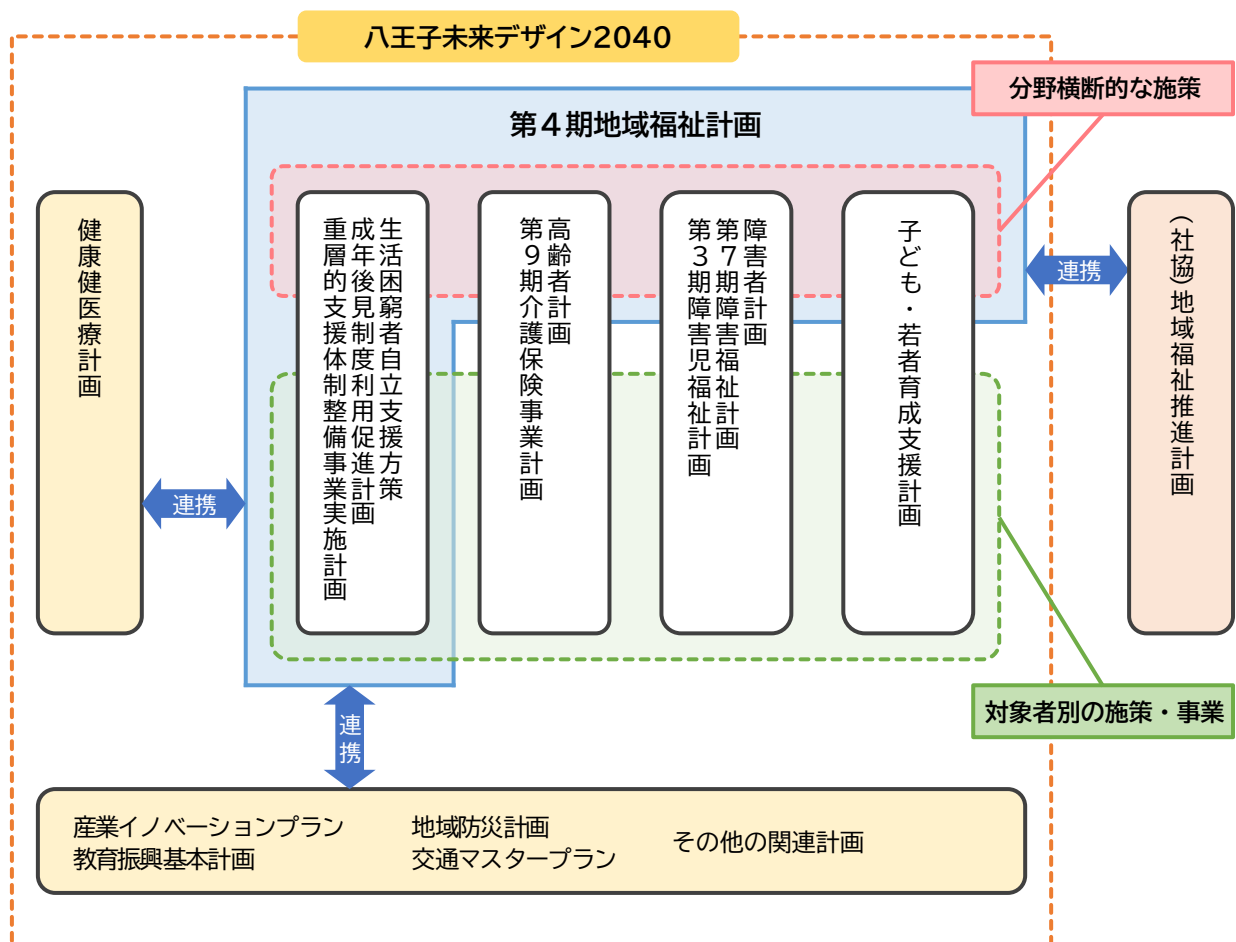 八王子未来デザイン2040
分野横断的な施策
第4期地域福祉計画
健康健医療計画
生活困窮者自立支援方策
成年後見制度利用促進計画
重層的支援体制整備事業実施計画
高齢者計画
第9期介護保険事業計画
障害者計画
第7期障害福祉計画
第3期障害児福祉計画
子ども・若者育成支援計画
(社協)地域福祉推進計画
連携
連携
連携
対象者別の施策・事業
産業イノベーションプラン
教育振興基本計画
地域防災計画
交通マスタープラン
その他の関連計画